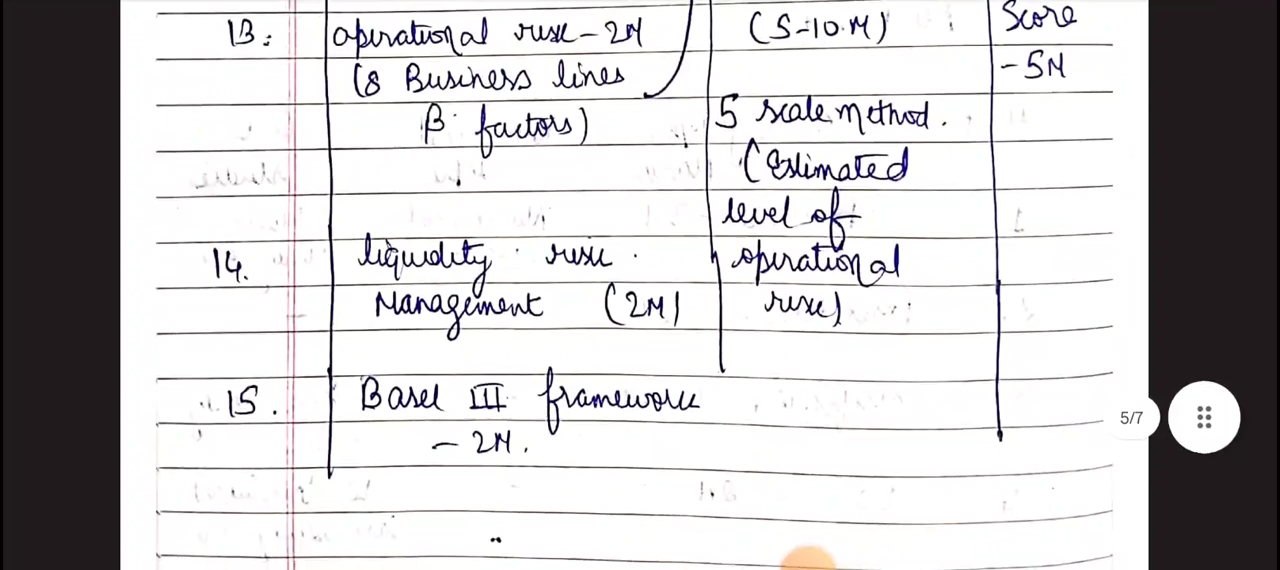 13. operational risk - 2M
(8 Business lines
β factors)
(5-10 M)
5 scale method.
(Estimated
level of
operational
risk)
Score
- 5M
14. liquidity risk
Management (2M)
15. Basel III framework
- 2M.
5/7